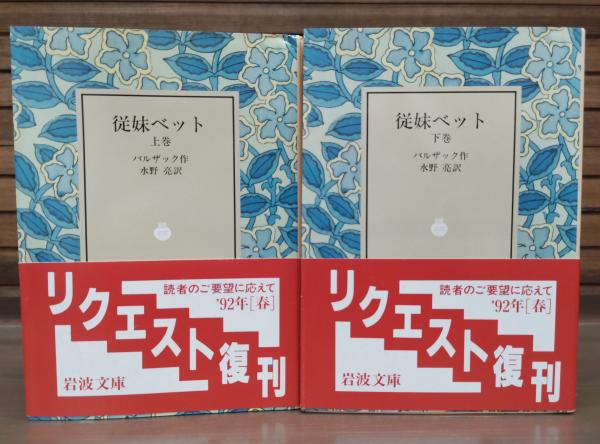 従妹ベット
上巻
バルザック作
水野 亮訳
読者のご要望に応えて
'92年[春]
リクエスト復刊
岩波文庫
従妹ベット
下巻
バルザック作
水野 亮訳
読者のご要望に応えて
'92年[春]
リクエスト復刊
岩波文庫